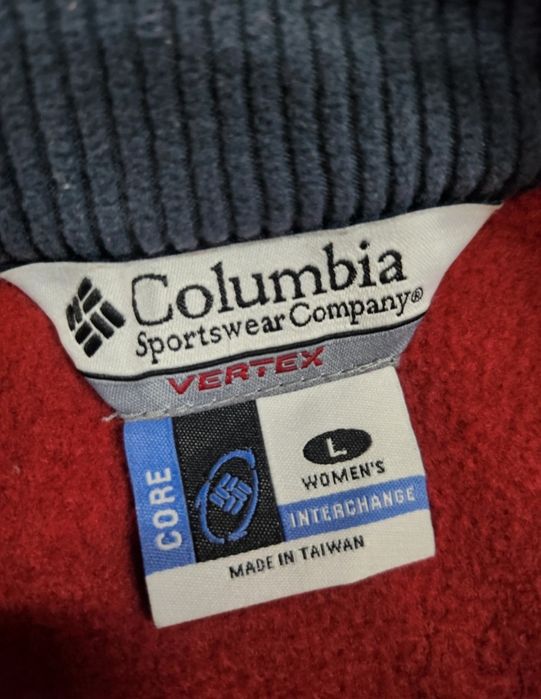 Columbia
Sportswear Company®
VERTEX
CORE
L
WOMEN'S
INTERCHANGE
MADE IN TAIWAN